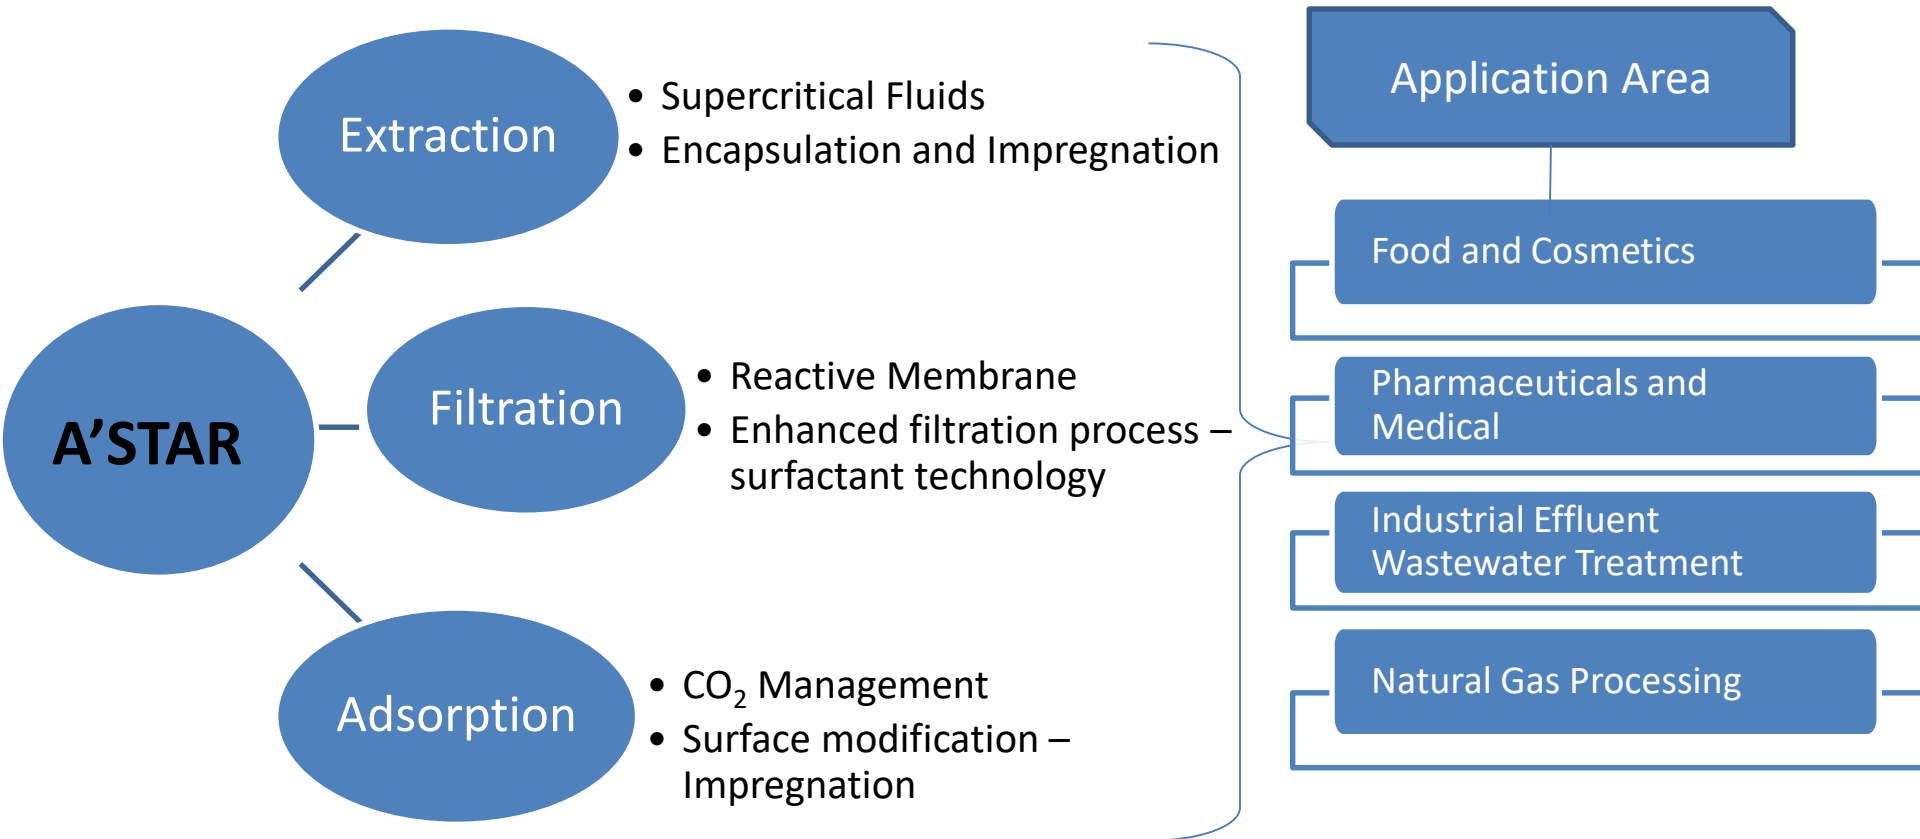 A’STAR
Extraction
• Supercritical Fluids
• Encapsulation and Impregnation
Filtration
• Reactive Membrane
• Enhanced filtration process –
surfactant technology
Adsorption
• CO₂ Management
• Surface modification –
Impregnation
Application Area
Food and Cosmetics
Pharmaceuticals and
Medical
Industrial Effluent
Wastewater Treatment
Natural Gas Processing